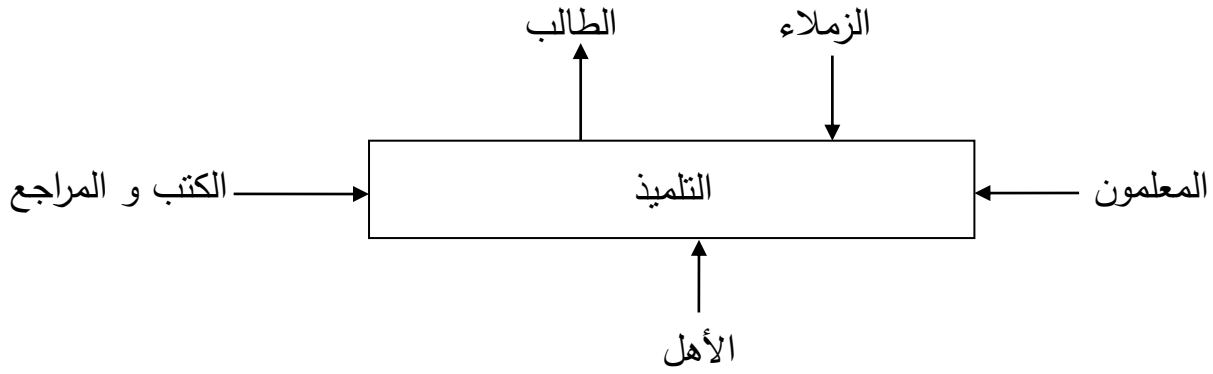 الزملاء
الطالب
المعلمون
التلميذ
الكتب و المراجع
الأهل